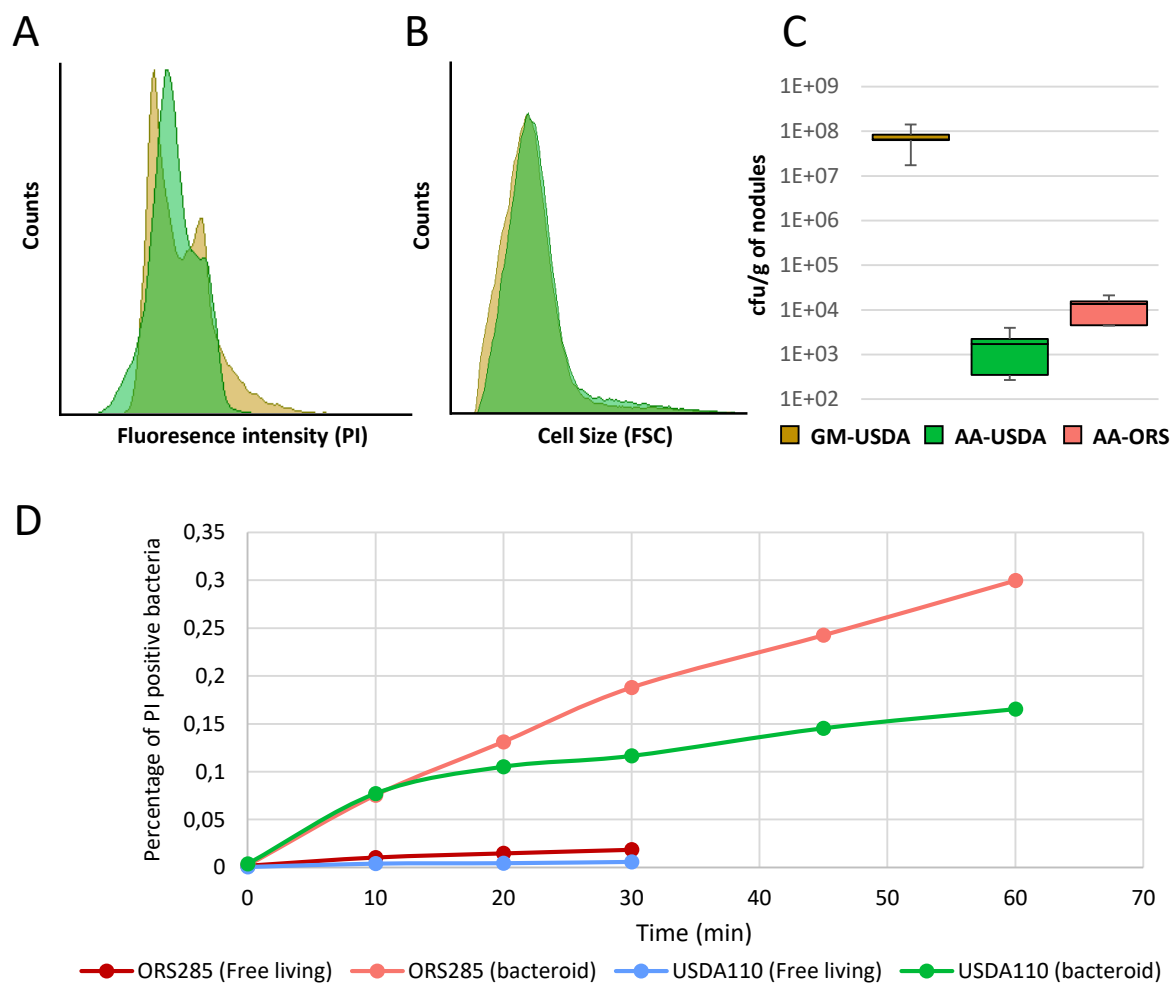 A
B
C
Counts
Fluoresence intensity (PI)
Counts
Cell Size (FSC)
cfu/g of nodules
1E+09
1E+08
1E+07
1E+06
1E+05
1E+04
1E+03
1E+02
GM-USDA AA-USDA AA-ORS
D
Percentage of PI positive bacteria
0,35
0,3
0,25
0,2
0,15
0,1
0,05
0
0 10 20 30 40 50 60 70
Time (min)
ORS285 (Free living) ORS285 (bacteroid) USDA110 (Free living) USDA110 (bacteroid)